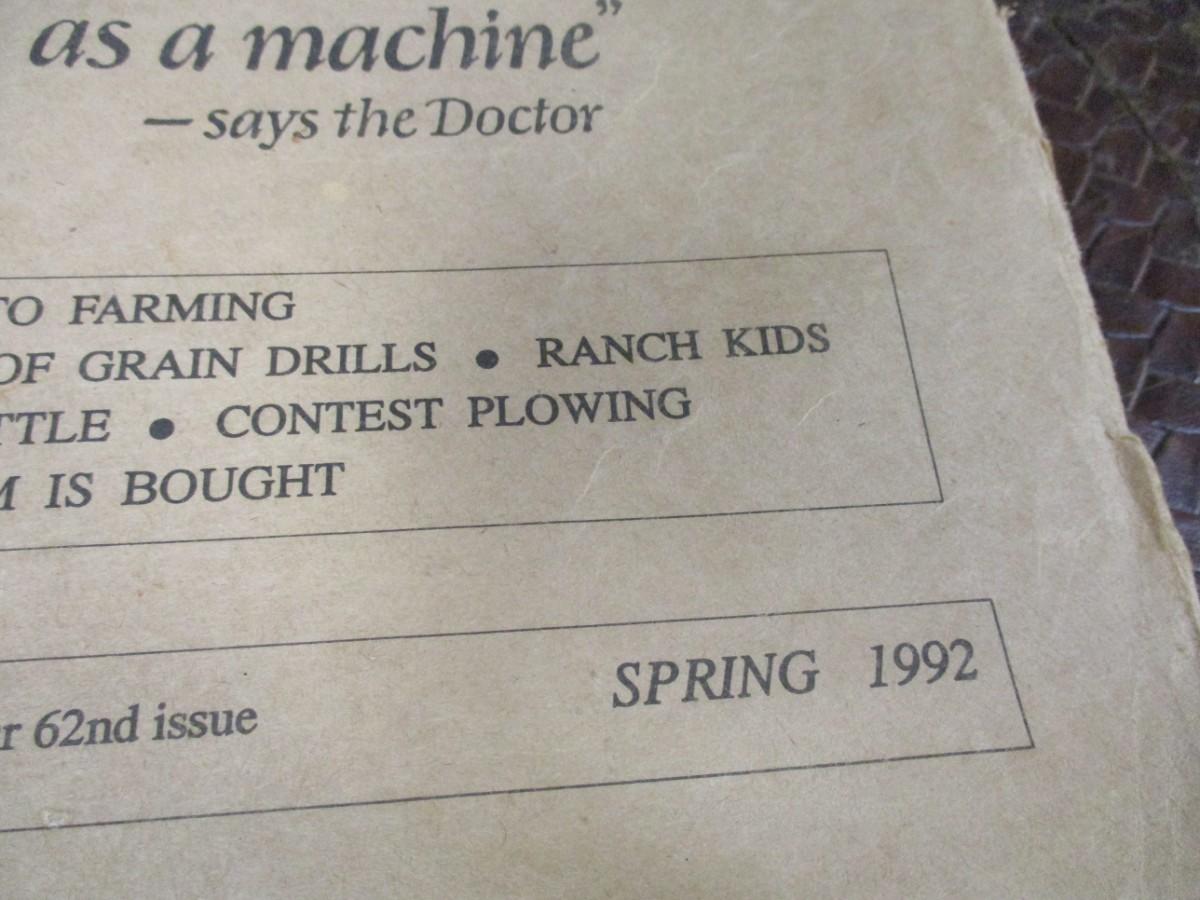 as a machine”
— says the Doctor
TO FARMING
OF GRAIN DRILLS ● RANCH KIDS
TTLE ● CONTEST PLOWING
M IS BOUGHT
SPRING 1992
r 62nd issue